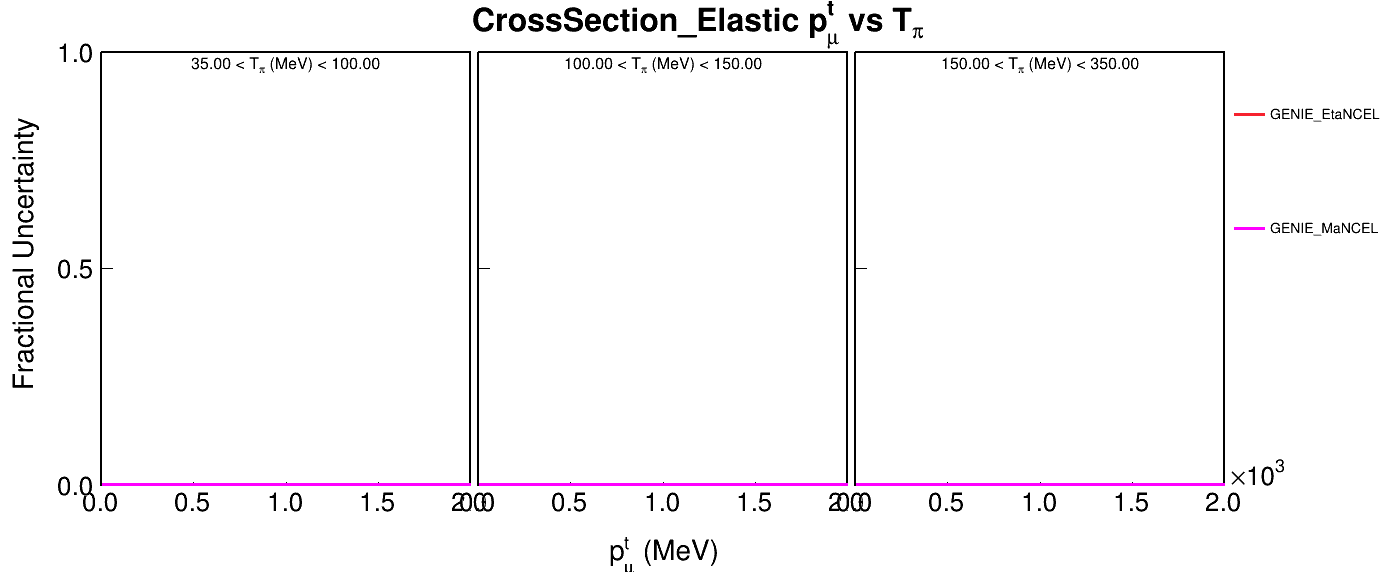 CrossSection_Elastic p^t_μ vs T_π
35.00 < T_π (MeV) < 100.00
100.00 < T_π (MeV) < 150.00
150.00 < T_π (MeV) < 350.00
Fractional Uncertainty
1.0
0.5
0.0
0.0 0.5 1.0 1.5 2.0
0.0 0.5 1.0 1.5 2.0
0.0 0.5 1.0 1.5 2.0
×10^3
p^t_μ (MeV)
GENIE_EtaNCEL
GENIE_MaNCEL